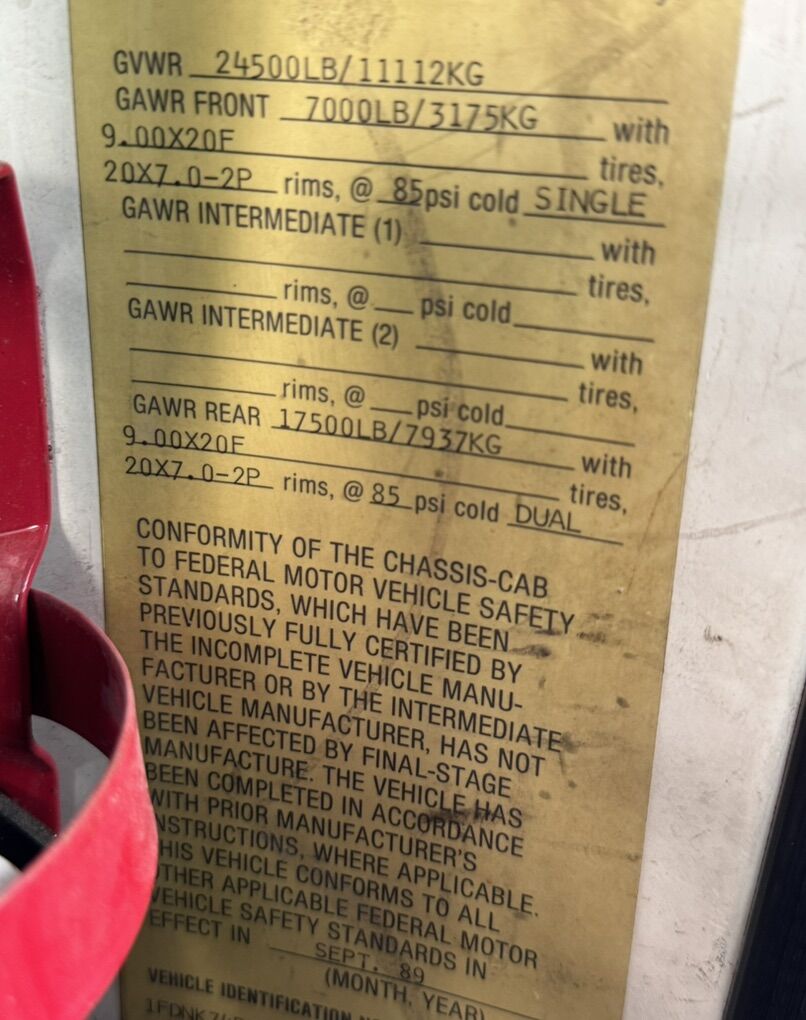 GVWR 24500LB/11112KG
GAWR FRONT 7000LB/3175KG with
9.00X20F tires,
20X7.0-2P rims, @ 85psi cold SINGLE
GAWR INTERMEDIATE (1) with
tires,
rims, @ psi cold
GAWR INTERMEDIATE (2) with
tires,
rims, @ psi cold
GAWR REAR 17500LB/7937KG with
9.00X20F tires,
20X7.0-2P rims, @ 85 psi cold DUAL
CONFORMITY OF THE CHASSIS-CAB
TO FEDERAL MOTOR VEHICLE SAFETY
STANDARDS, WHICH HAVE BEEN
PREVIOUSLY FULLY CERTIFIED BY
THE INCOMPLETE VEHICLE MANU-
FACTURER OR BY THE INTERMEDIATE
VEHICLE MANUFACTURER, HAS NOT
BEEN AFFECTED BY FINAL-STAGE
MANUFACTURE. THE VEHICLE HAS
BEEN COMPLETED IN ACCORDANCE
WITH PRIOR MANUFACTURER'S
NSTRUCTIONS, WHERE APPLICABLE.
HIS VEHICLE CONFORMS TO ALL
THER APPLICABLE FEDERAL MOTOR
VEHICLE SAFETY STANDARDS IN
EFFECT IN SEPT. 89
(MONTH, YEAR)
VEHICLE IDENTIFICATION